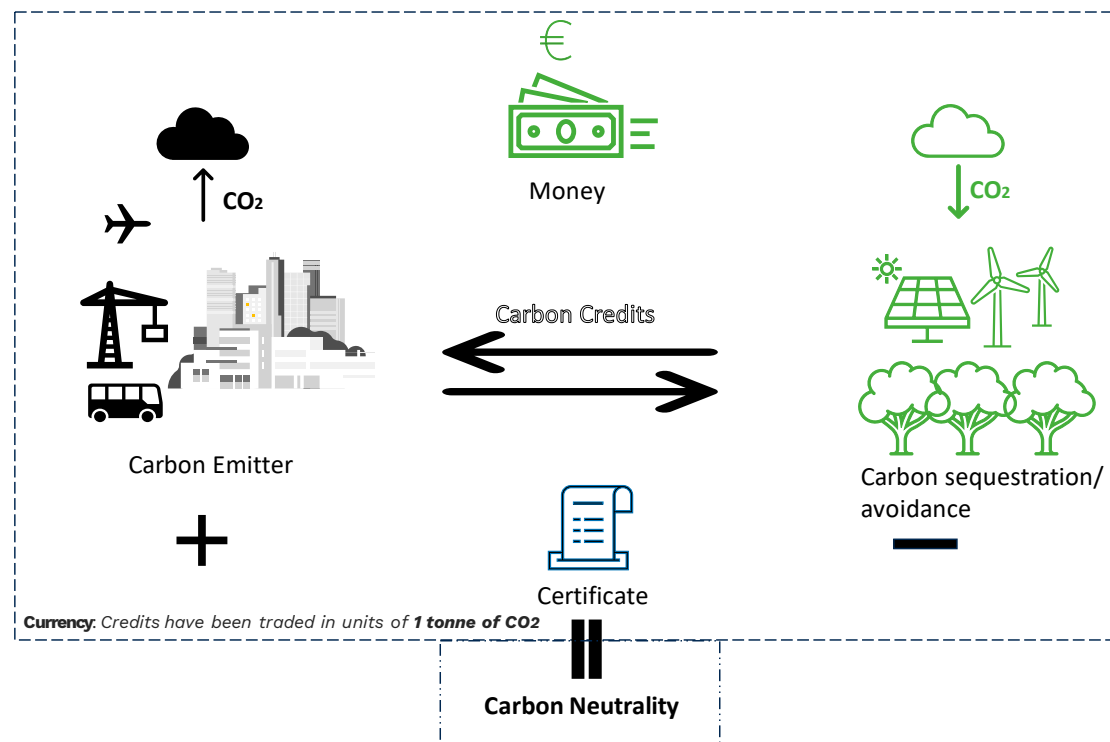 €
Money
CO2
CO2
Carbon Credits
Carbon Emitter
Carbon sequestration/
avoidance
Certificate
Currency: Credits have been traded in units of 1 tonne of CO2
Carbon Neutrality